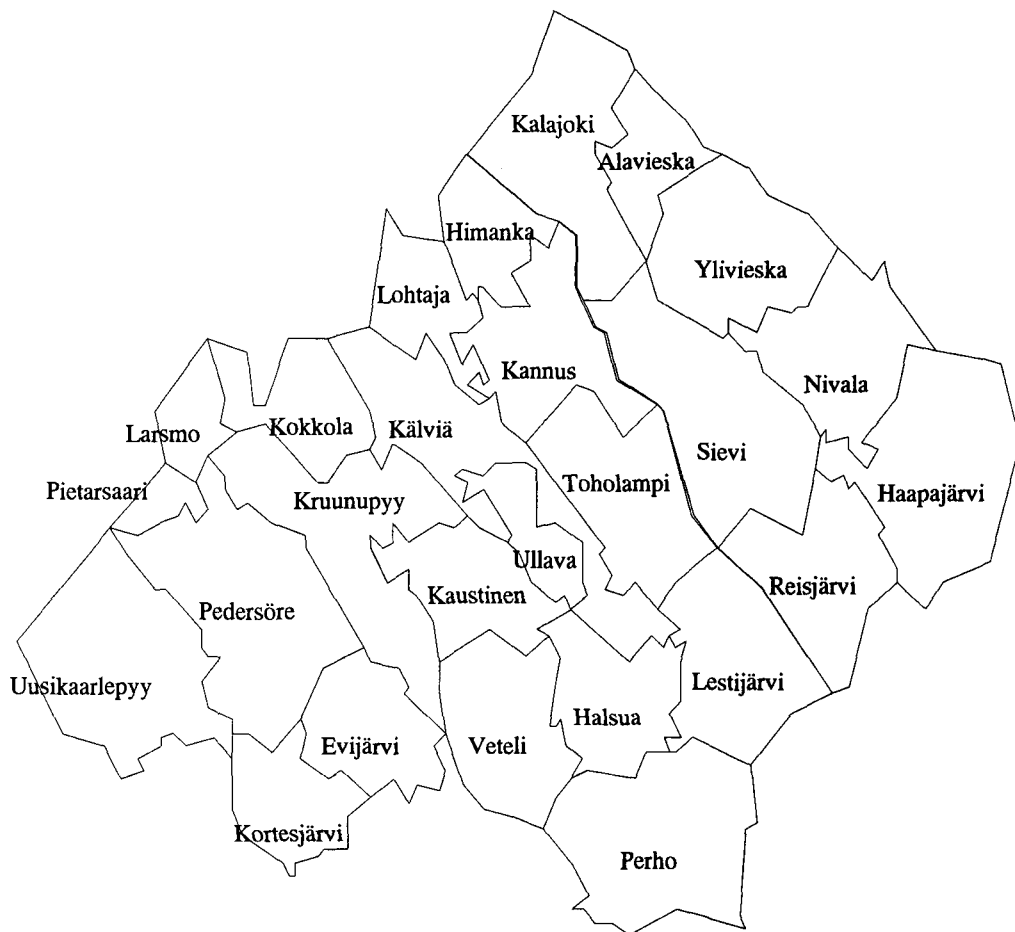 Kalajoki
Alavieska
Himanka
Ylivieska
Lohtaja
Kannus
Nivala
Larsmo
Kokkola
Kälviä
Sievi
Pietarsaari
Kruunupyy
Toholampi
Haapajärvi
Ullava
Reisjärvi
Kaustinen
Pedersöre
Uusikaarlepyy
Lestijärvi
Halsua
Evijärvi
Veteli
Kortesjärvi
Perho